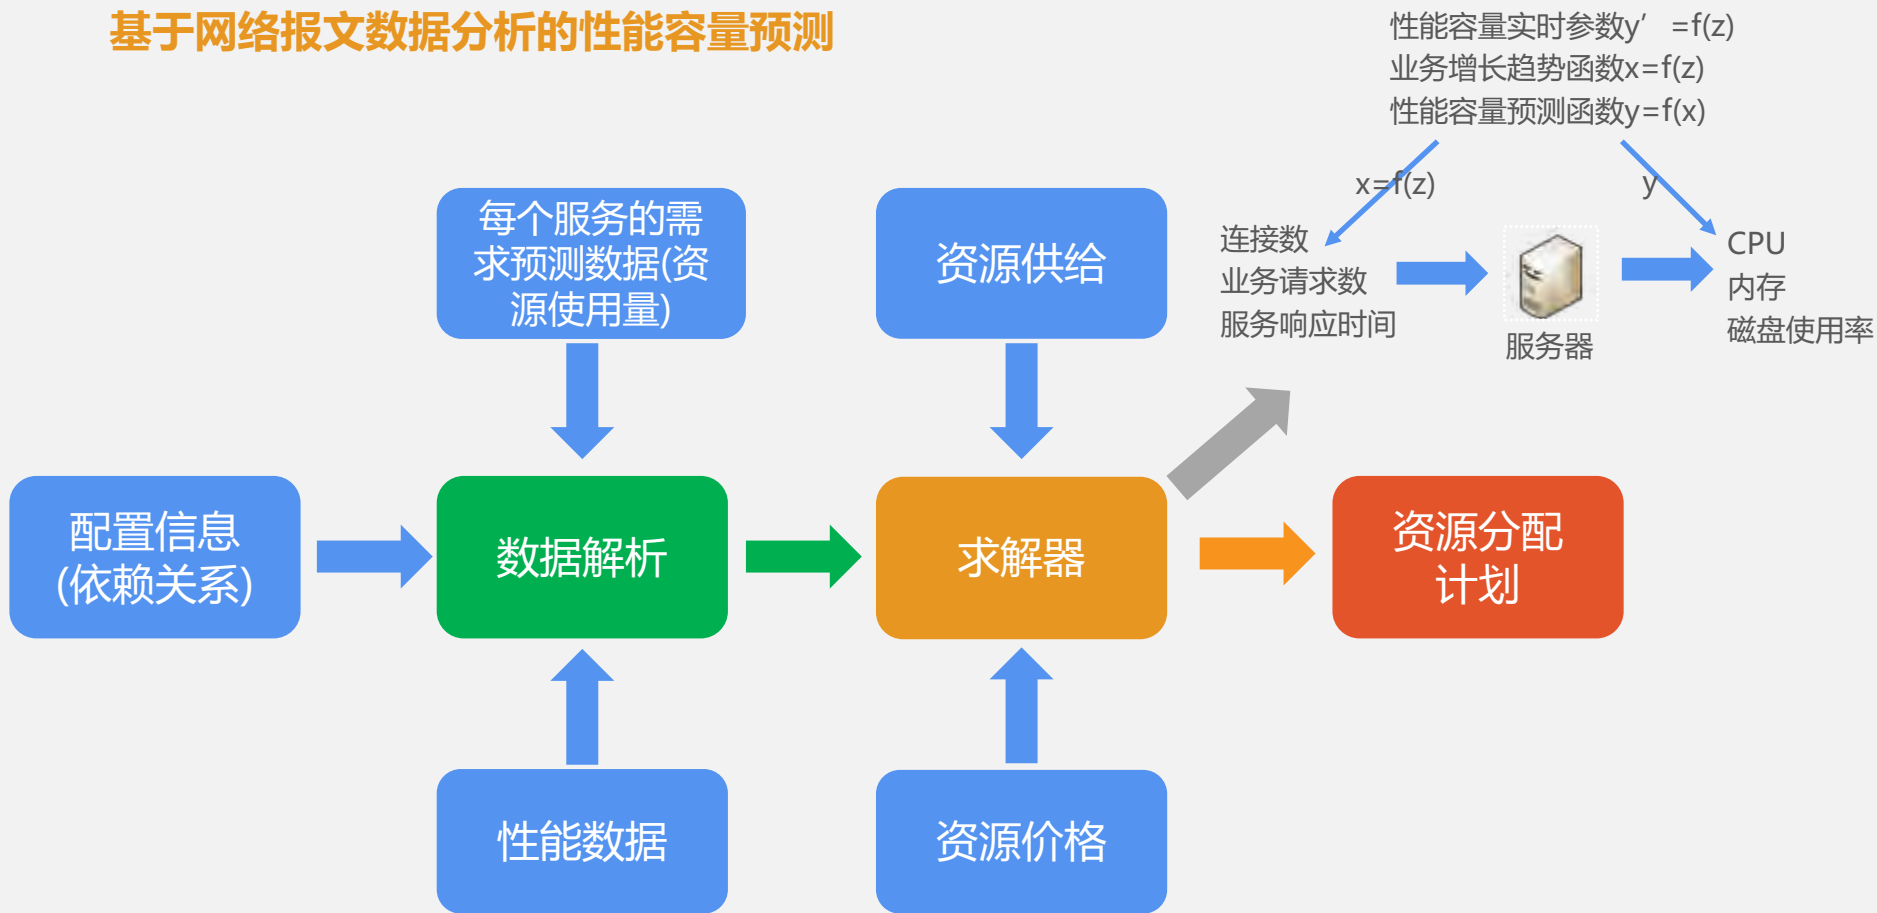 基于网络报文数据分析的性能容量预测
性能容量实时参数y’ =f(z)
业务增长趋势函数x=f(z)
性能容量预测函数y=f(x)
x=f(z)
y
连接数
业务请求数
服务响应时间
服务器
CPU
内存
磁盘使用率
每个服务的需
求预测数据(资
源使用量)
资源供给
配置信息
(依赖关系)
数据解析
求解器
资源分配
计划
性能数据
资源价格